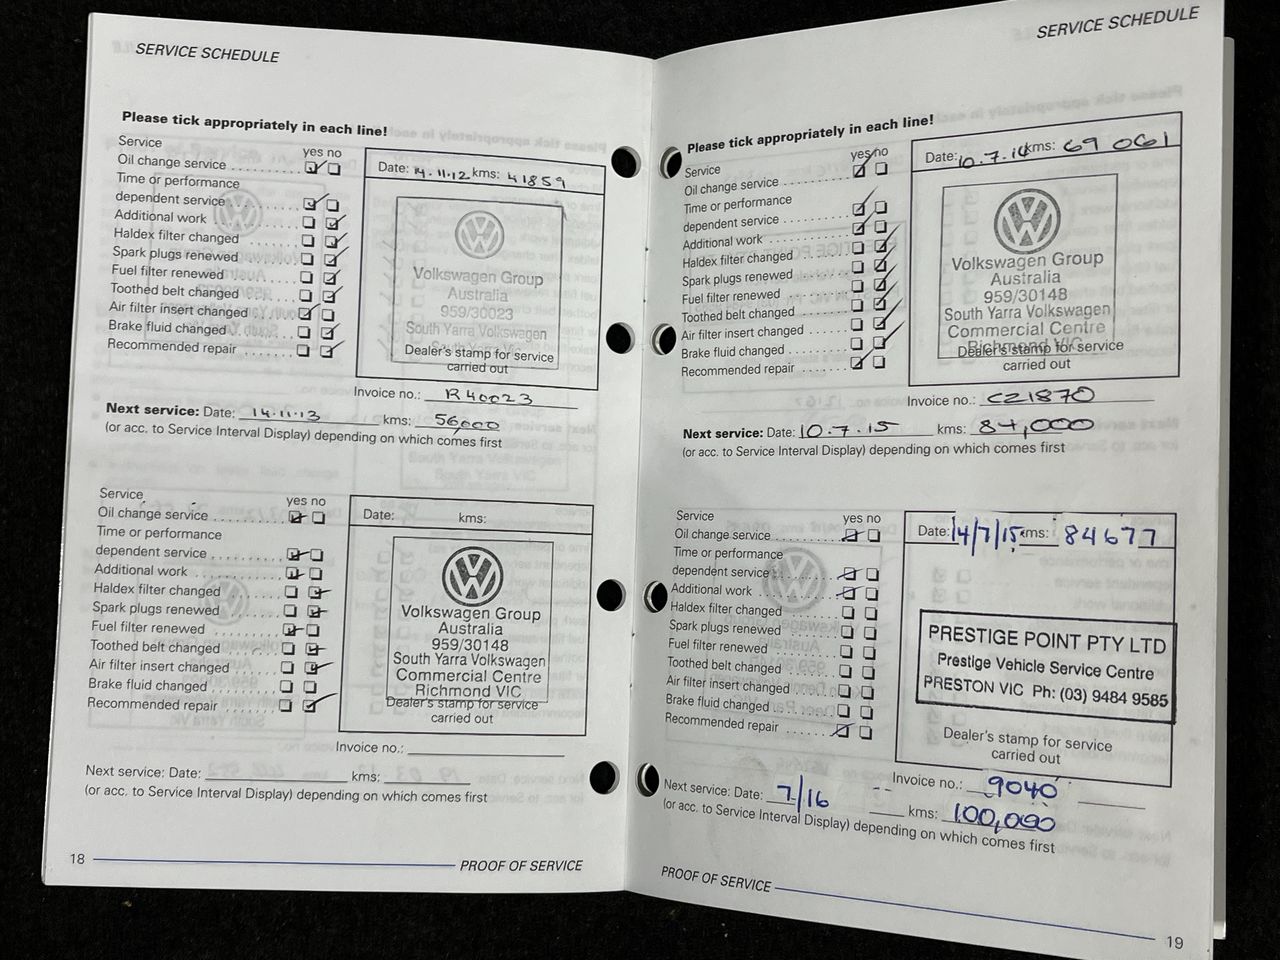 SERVICE SCHEDULE
Please tick appropriately in each line!
Service
yes no
Oil change service
Time or performance
dependent service
Additional work
Haldex filter changed
Spark plugs renewed
Fuel filter renewed
Toothed belt changed
Air filter insert changed
Brake fluid changed
Recommended repair
Date: 14.11.12 kms: 41859
Volkswagen Group
Australia
959/30023
South Yarra Volkswagen
South Yarra Vic
Dealer's stamp for service
carried out
Invoice no.: R40023
Next service: Date: 14.11.13 kms: 56,000
(or acc. to Service Interval Display) depending on which comes first
Service
yes no
Oil change service
Time or performance
dependent service
Additional work
Haldex filter changed
Spark plugs renewed
Fuel filter renewed
Toothed belt changed
Air filter insert changed
Brake fluid changed
Recommended repair
Date: kms:
Volkswagen Group
Australia
959/30148
South Yarra Volkswagen
Commercial Centre
Richmond VIC
Dealer's stamp for service
carried out
Invoice no.:
Next service: Date: kms:
(or acc. to Service Interval Display) depending on which comes first
18
PROOF OF SERVICE
SERVICE SCHEDULE
Please tick appropriately in each line!
Service
yes no
Oil change service
Time or performance
dependent service
Additional work
Haldex filter changed
Spark plugs renewed
Fuel filter renewed
Toothed belt changed
Air filter insert changed
Brake fluid changed
Recommended repair
Date: 10.7.14 kms: 69061
Volkswagen Group
Australia
959/30148
South Yarra Volkswagen
Commercial Centre
Richmond VIC
Dealer's stamp for service
carried out
Invoice no.: CZ1870
Next service: Date: 10.7.15 kms: 84,000
(or acc. to Service Interval Display) depending on which comes first
Service
yes no
Oil change service
Time or performance
dependent service
Additional work
Haldex filter changed
Spark plugs renewed
Fuel filter renewed
Toothed belt changed
Air filter insert changed
Brake fluid changed
Recommended repair
Date: 14/7/15 kms: 84677
PRESTIGE POINT PTY LTD
Prestige Vehicle Service Centre
PRESTON VIC Ph: (03) 9484 9585
Dealer's stamp for service
carried out
Invoice no.: 9040
Next service: Date: 7/16 kms: 100,000
(or acc. to Service Interval Display) depending on which comes first
PROOF OF SERVICE
19